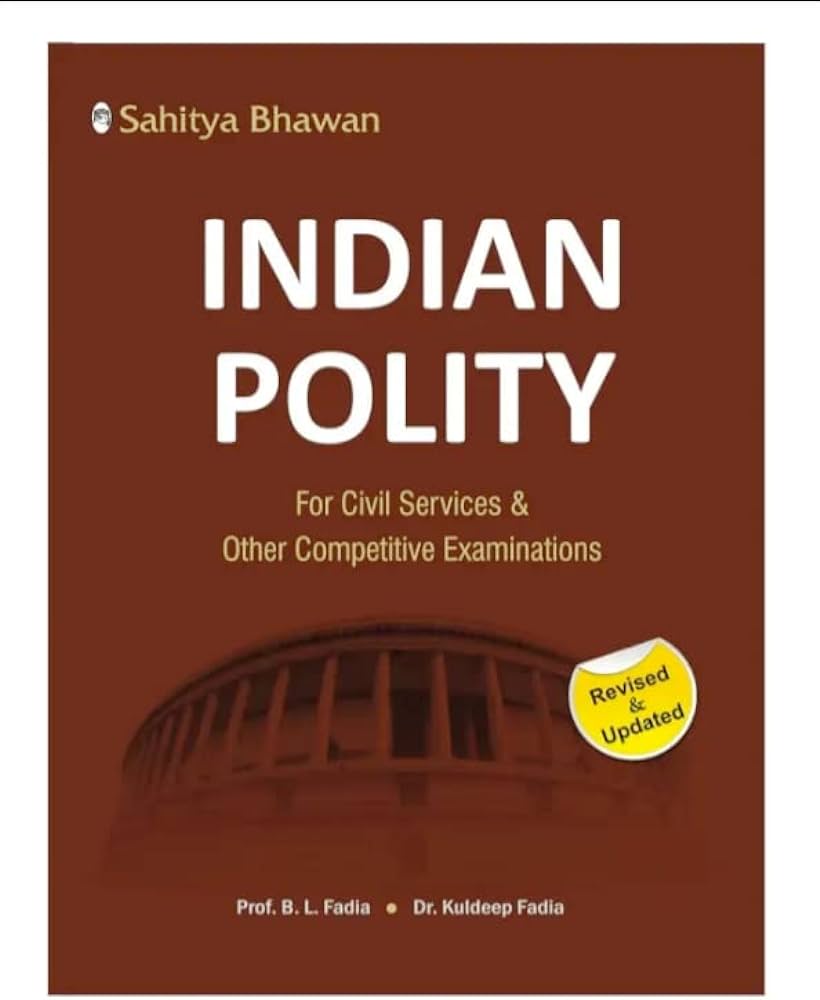 Sahitya Bhawan
INDIAN
POLITY
For Civil Services &
Other Competitive Examinations
Revised
&
Updated
Prof. B. L. Fadia • Dr. Kuldeep Fadia